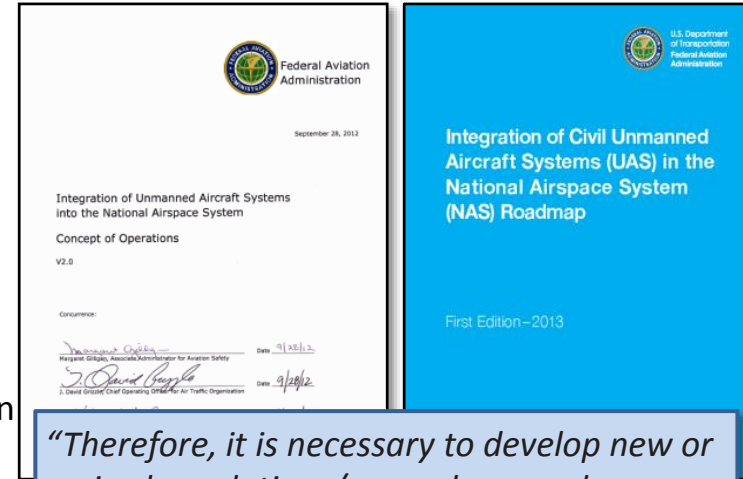 Federal Aviation
Administration
September 28, 2012
Integration of Unmanned Aircraft Systems
into the National Airspace System
Concept of Operations
V2.0
Concurrence:
Margaret Gilligan, Associate Administrator for Aviation Safety
Date 9/28/12
J. David Grizzle, Chief Operating Officer for Air Traffic Organization
Date 9/28/12
U.S. Department
of Transportation
Federal Aviation
Administration
Integration of Civil Unmanned
Aircraft Systems (UAS) in the
National Airspace System
(NAS) Roadmap
First Edition–2013
n
“Therefore, it is necessary to develop new or